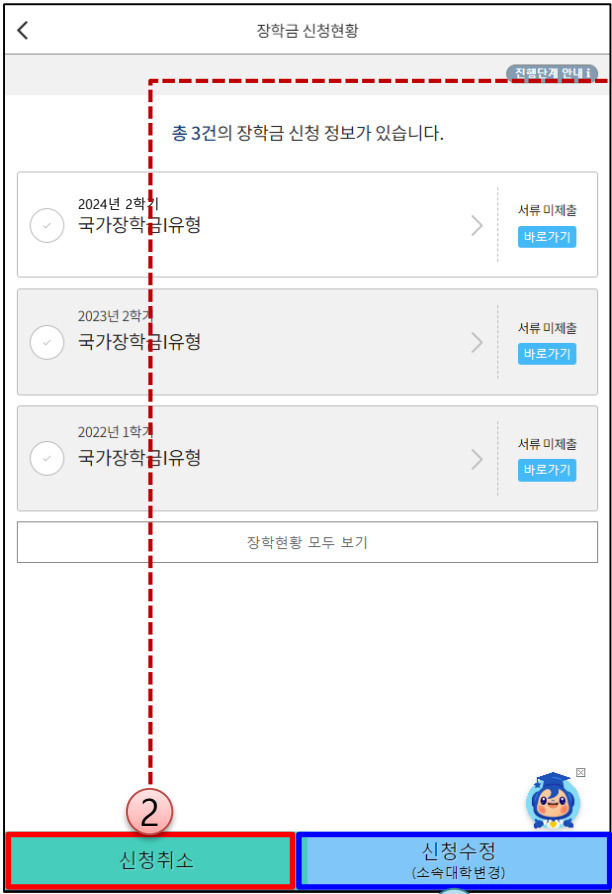 장학금 신청현황
진행단계 안내 i
총 3건의 장학금 신청 정보가 있습니다.
2024년 2학기
국가장학금I유형
서류 미제출
바로가기
2023년 2학기
국가장학금I유형
서류 미제출
바로가기
2022년 1학기
국가장학금I유형
서류 미제출
바로가기
장학현황 모두 보기
2
신청취소
신청수정
(소속대학변경)